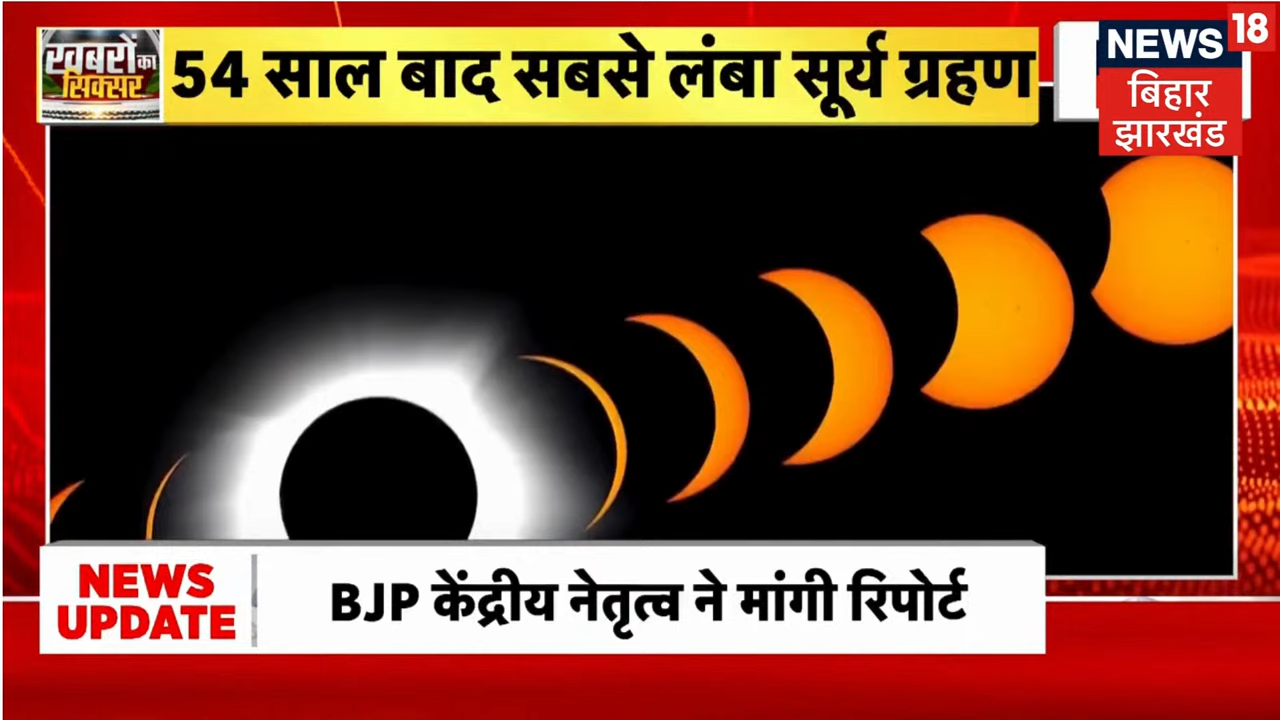 खबरों का
सिक्सर
54 साल बाद सबसे लंबा सूर्य ग्रहण
NEWS 18
बिहार
झारखंड
NEWS
UPDATE
BJP केंद्रीय नेतृत्व ने मांगी रिपोर्ट